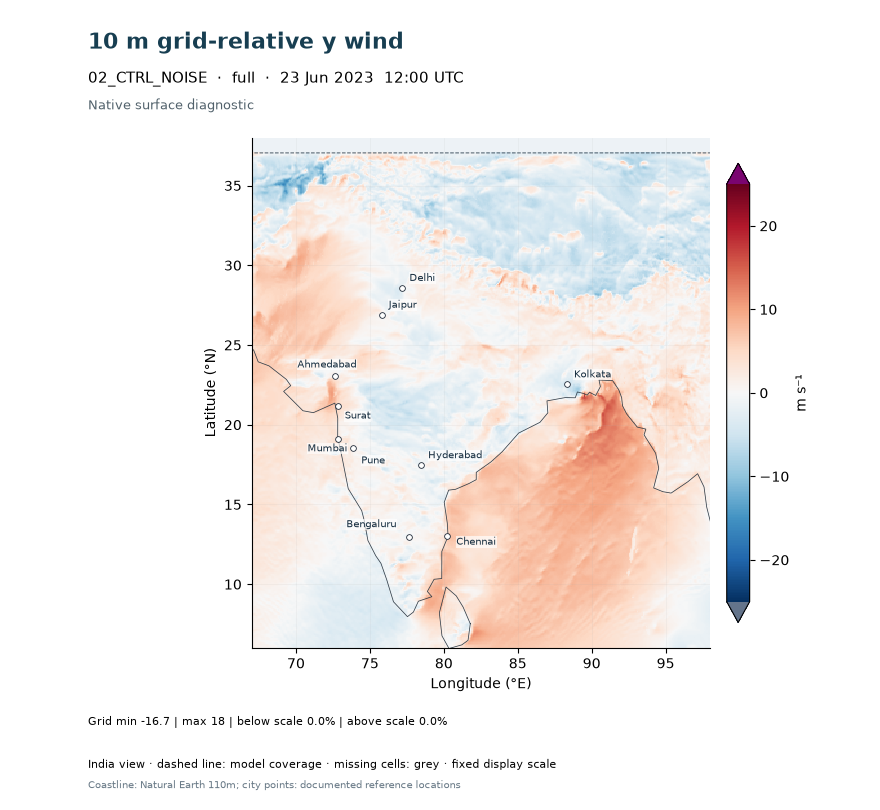 10 m grid-relative y wind
02_CTRL_NOISE · full · 23 Jun 2023 12:00 UTC
Native surface diagnostic
35
30
25
20
15
10
Latitude (°N)
Delhi
Jaipur
Ahmedabad
Kolkata
Surat
Mumbai
Pune
Hyderabad
Bengaluru
Chennai
70
75
80
85
90
95
Longitude (°E)
20
10
0
−10
−20
m s⁻¹
Grid min -16.7 | max 18 | below scale 0.0% | above scale 0.0%
India view · dashed line: model coverage · missing cells: grey · fixed display scale
Coastline: Natural Earth 110m; city points: documented reference locations